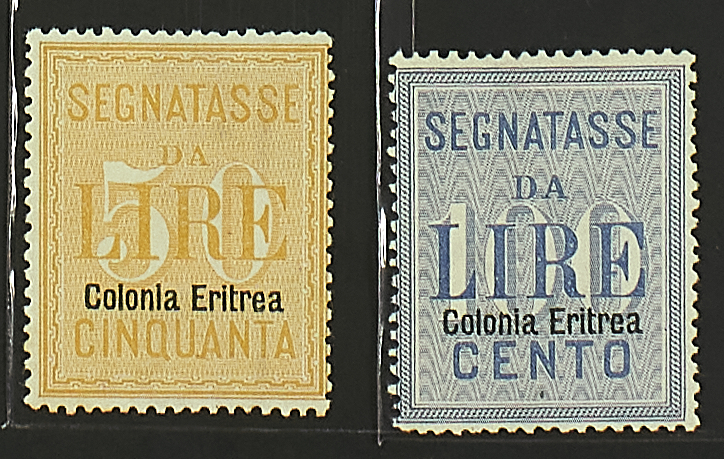 SEGNATASSE
DA
50
LIRE
Colonia Eritrea
CINQUANTA
SEGNATASSE
DA
100
LIRE
Colonia Eritrea
CENTO